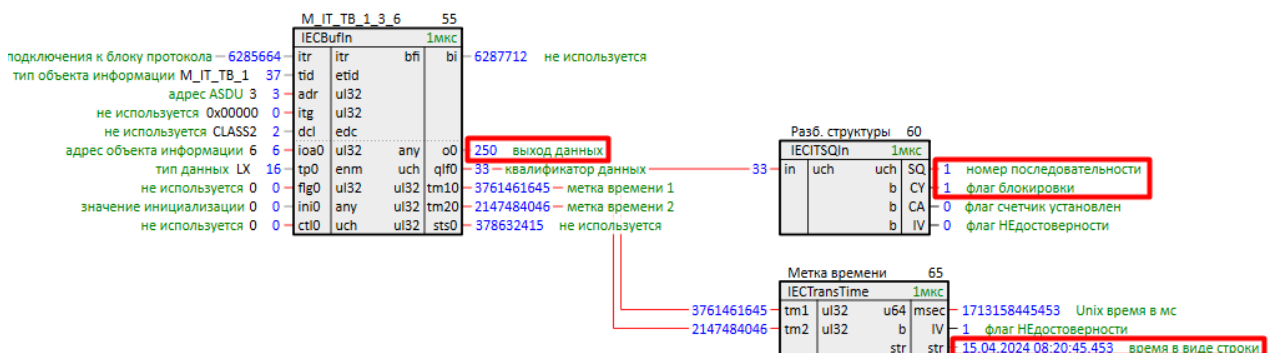 M_IT_TB_1_3_6 55
IECBufIn 1мкс
подключения к блоку протокола 6285664 itr itr bfi bi 6287712 не используется
тип объекта информации M_IT_TB_1 37 tid etid
адрес ASDU 3 3 adr ul32
не используется 0x00000 0 itg ul32
не используется CLASS2 2 dcl edc
адрес объекта информации 6 6 ioa0 ul32 any o0 250 выход данных
тип данных LX 16 tp0 enm uch qlf0 33 квалификатор данных
не используется 0 0 flg0 ul32 ul32 tm10 3761461645 метка времени 1
значение инициализации 0 0 ini0 any ul32 tm20 2147484046 метка времени 2
не используется 0 0 ctl0 uch ul32 sts0 378632415 не используется
Разб. структуры 60
IECITSQIn 1мкс
33 in uch uch SQ 1 номер последовательности
b CY 1 флаг блокировки
b CA 0 флаг счетчик установлен
b IV 0 флаг НЕдостоверности
Метка времени 65
IECTransTime 1мкс
3761461645 tm1 ul32 u64 msec 1713158445453 Unix время в мс
2147484046 tm2 ul32 b IV 1 флаг НЕдостоверности
str str 15.04.2024 08:20:45.453 время в виде строки